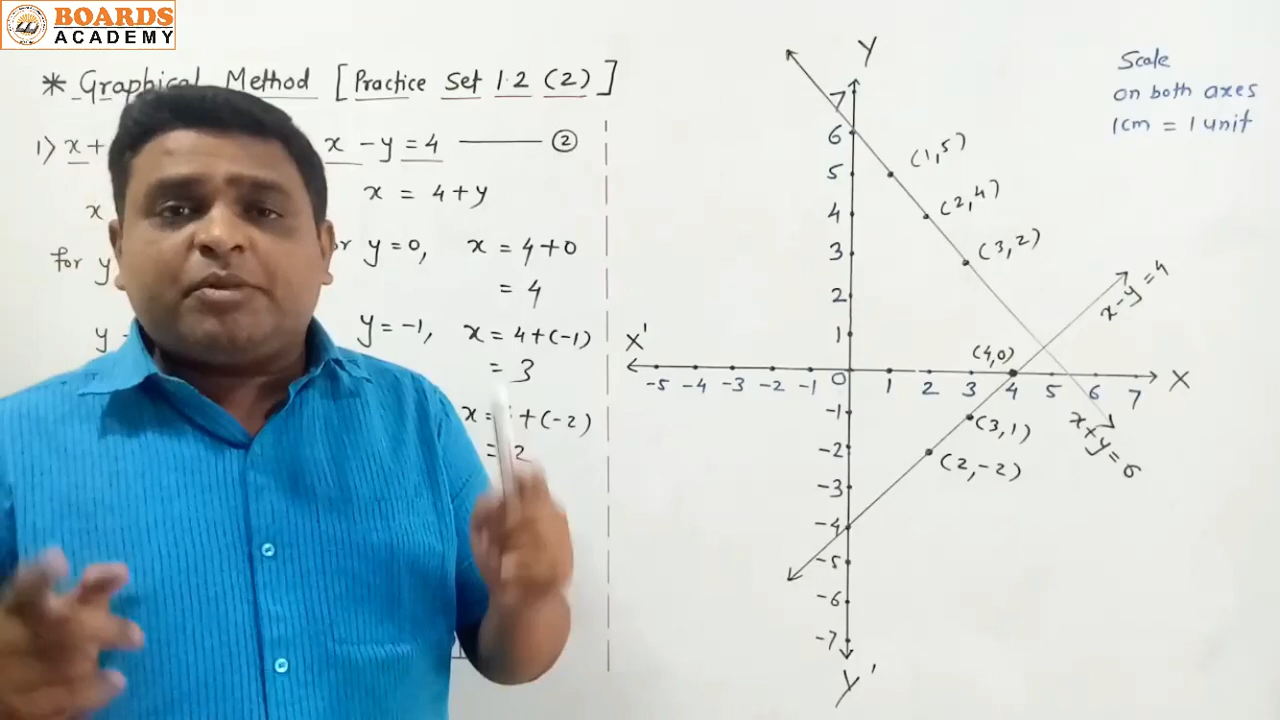 BOARDS
ACADEMY
* Graphical Method [Practice Set 1.2 (2)]
1) x+ x - y = 4 ——— ②
x x = 4 + y
for y y = 0, x = 4 + 0
= 4
y - y = -1, x = 4 + (-1)
= 3
x = + (-2)
= 2
Scale
on both axes
1cm = 1 unit
Y
7
6
5
4
3
2
1
(1,5)
(2,4)
(3,2)
x-y=4
(4,0)
X' -5 -4 -3 -2 -1 0 1 2 3 4 5 6 7 X
-1
-2
-3
-4
-5
-6
-7
(3,1)
(2,-2)
x+y=6
Y'